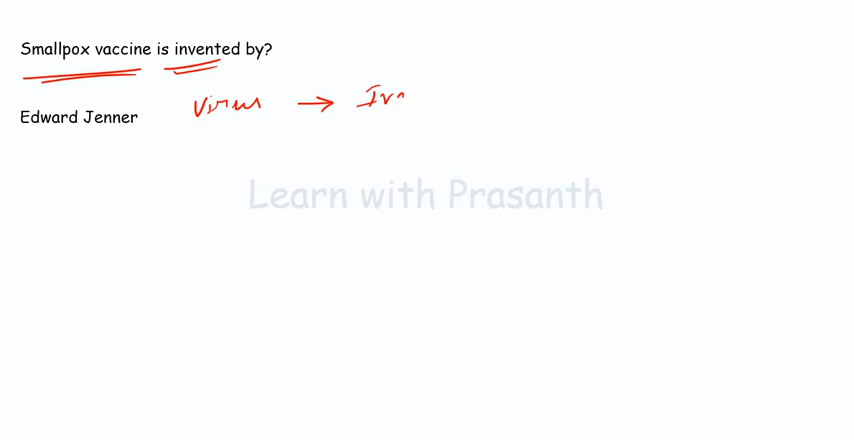 Smallpox vaccine is invented by?
Virus →
Edward Jenner
Learn with Prasanth